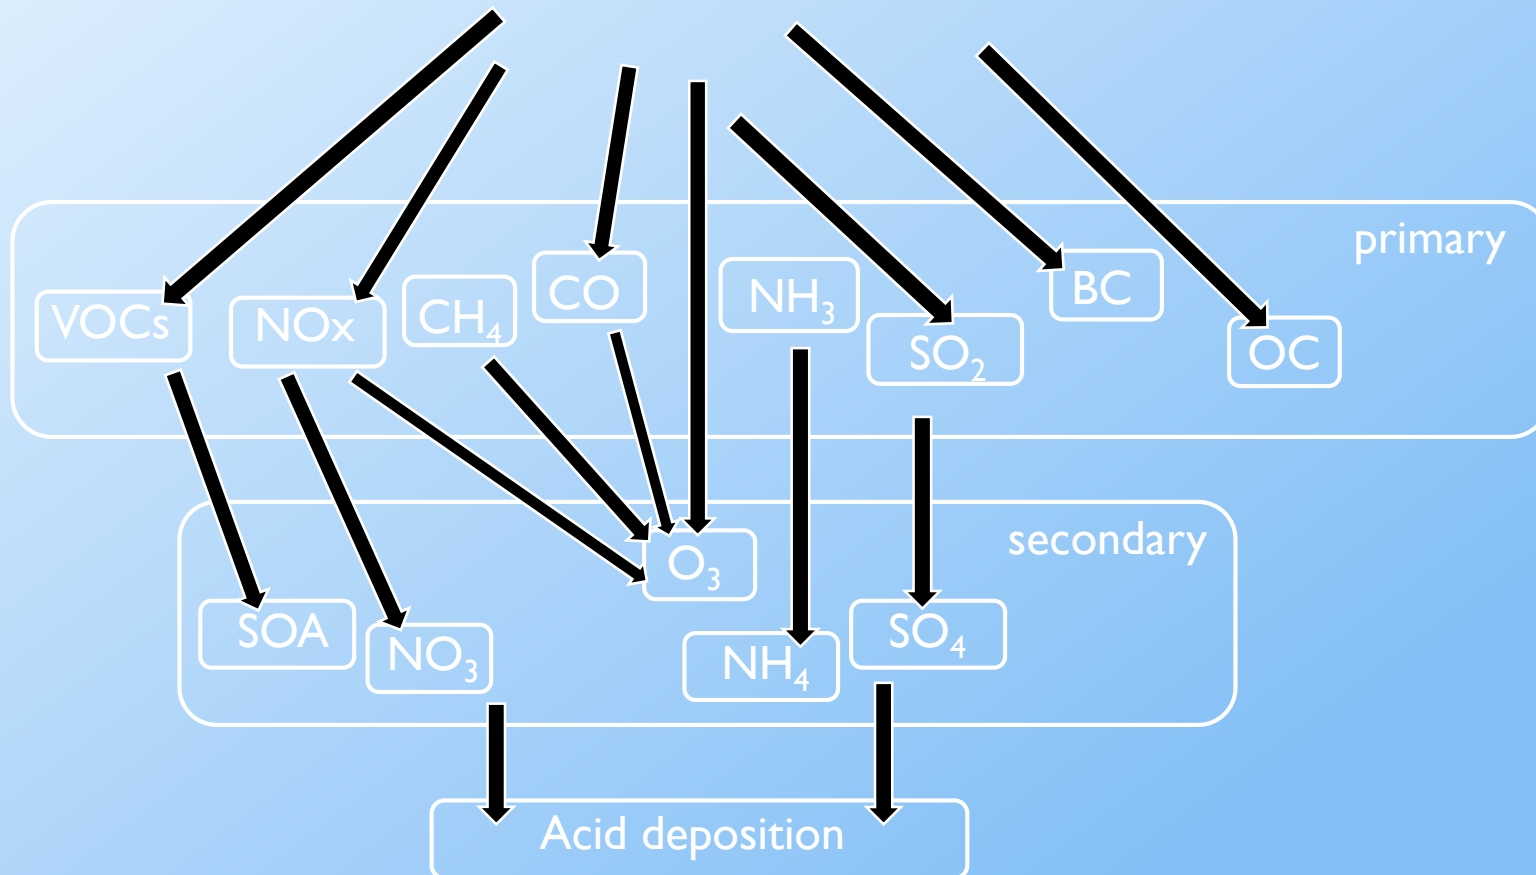 primary
VOCs
NOx
CH₄
CO
NH₃
SO₂
BC
OC
secondary
O₃
SOA
NO₃
NH₄
SO₄
Acid deposition